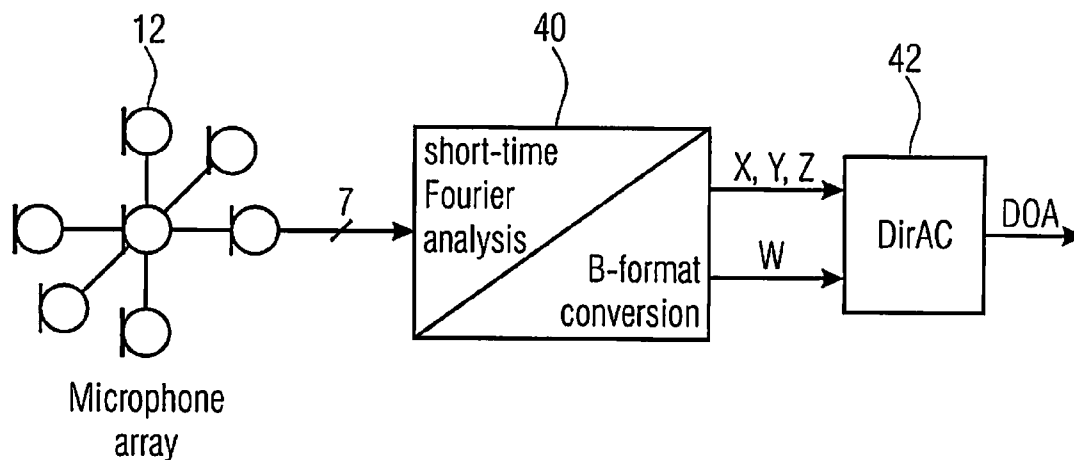 12
40
42
short-time
Fourier
analysis
B-format
conversion
7
X, Y, Z
W
DirAC
DOA
Microphone
array